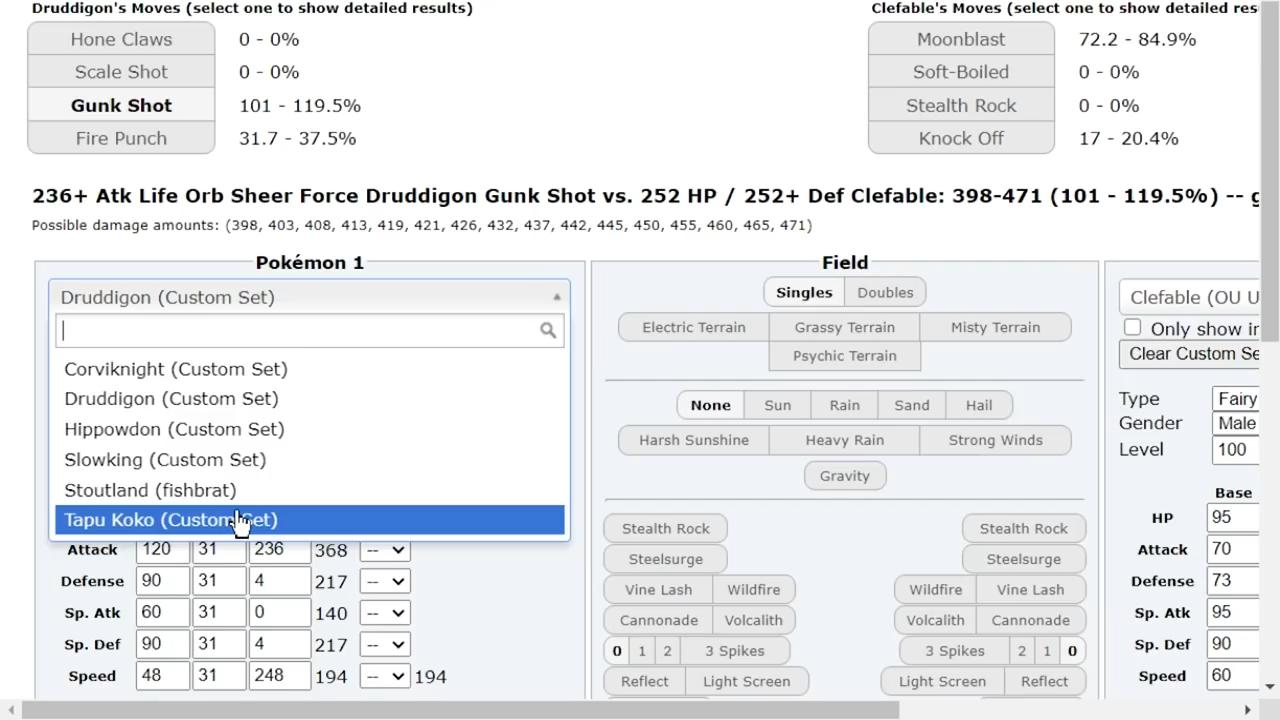 Druddigon's Moves (select one to show detailed results)
Hone Claws 0 - 0%
Scale Shot 0 - 0%
Gunk Shot 101 - 119.5%
Fire Punch 31.7 - 37.5%
Clefable's Moves (select one to show detailed res
Moonblast 72.2 - 84.9%
Soft-Boiled 0 - 0%
Stealth Rock 0 - 0%
Knock Off 17 - 20.4%
236+ Atk Life Orb Sheer Force Druddigon Gunk Shot vs. 252 HP / 252+ Def Clefable: 398-471 (101 - 119.5%) -- g
Possible damage amounts: (398, 403, 408, 413, 419, 421, 426, 432, 437, 442, 445, 450, 455, 460, 465, 471)
Pokémon 1
Druddigon (Custom Set)
Corviknight (Custom Set)
Druddigon (Custom Set)
Hippowdon (Custom Set)
Slowking (Custom Set)
Stoutland (fishbrat)
Tapu Koko (Custom Set)
Attack 120 31 236 368 --
Defense 90 31 4 217 --
Sp. Atk 60 31 0 140 --
Sp. Def 90 31 4 217 --
Speed 48 31 248 194 -- 194
Field
Singles Doubles
Electric Terrain Grassy Terrain Misty Terrain
Psychic Terrain
None Sun Rain Sand Hail
Harsh Sunshine Heavy Rain Strong Winds
Gravity
Stealth Rock Stealth Rock
Steelsurge Steelsurge
Vine Lash Wildfire Wildfire Vine Lash
Cannonade Volcalith Volcalith Cannonade
0 1 2 3 Spikes 3 Spikes 2 1 0
Reflect Light Screen Light Screen Reflect
Clefable (OU U
Only show in
Clear Custom Se
Type Fairy
Gender Male
Level 100
Base
HP 95
Attack 70
Defense 73
Sp. Atk 95
Sp. Def 90
Speed 60